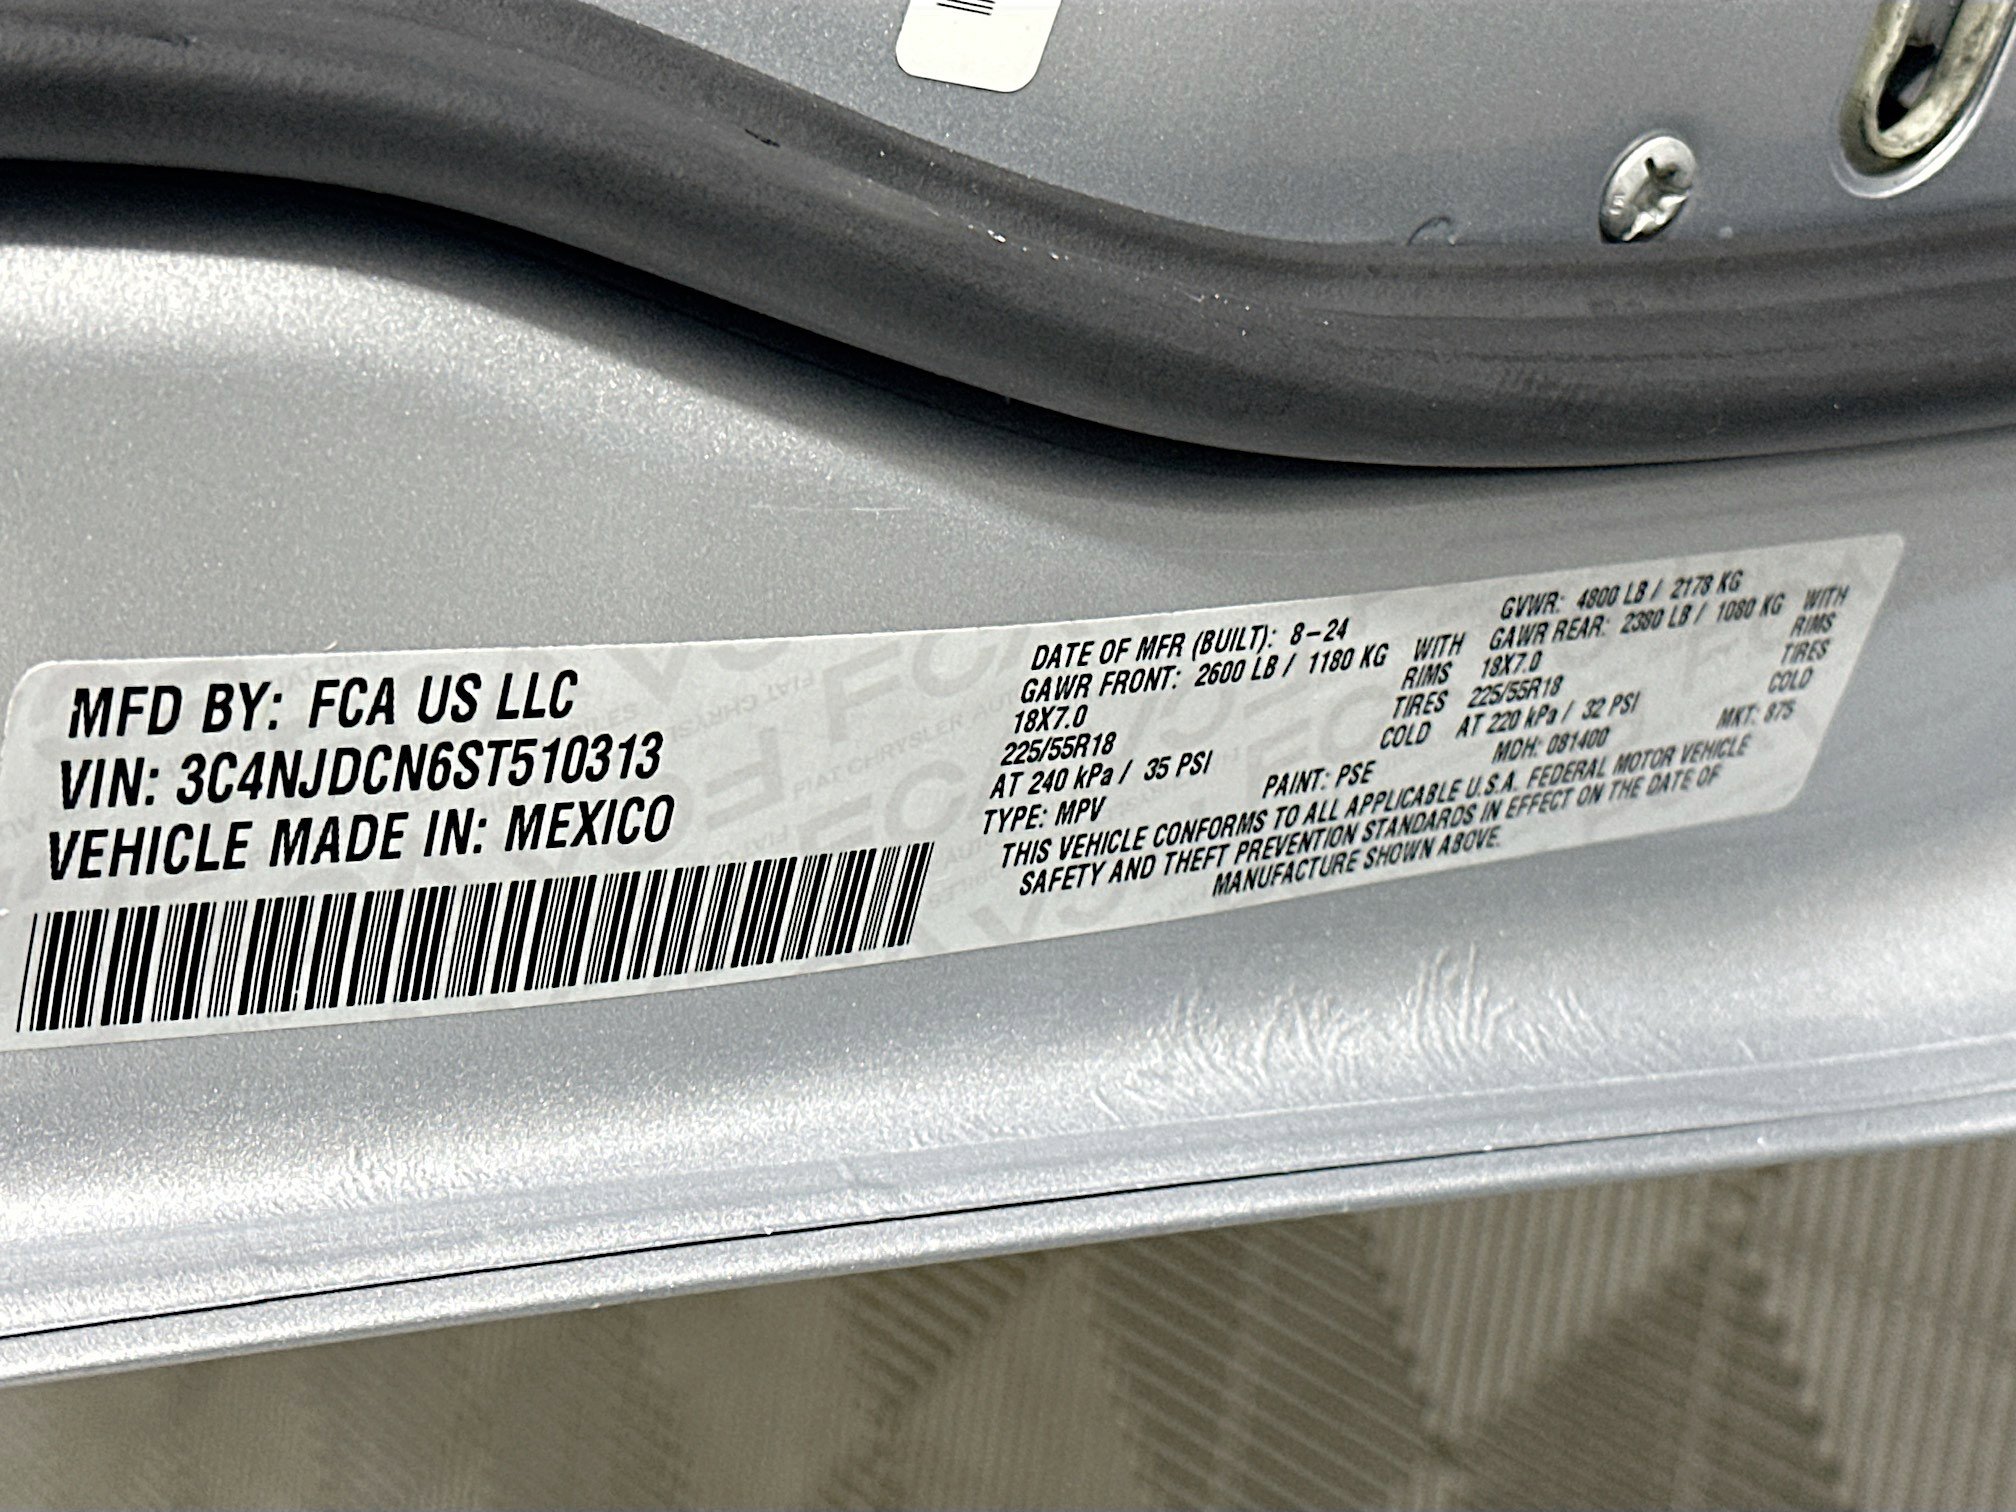 MFD BY: FCA US LLC
VIN: 3C4NJDCN6ST510313
VEHICLE MADE IN: MEXICO
DATE OF MFR (BUILT): 8-24 GVWR: 4800 LB / 2178 KG
GAWR FRONT: 2600 LB / 1180 KG WITH GAWR REAR: 2380 LB / 1080 KG WITH
18X7.0 RIMS 18X7.0 RIMS
225/55R18 TIRES 225/55R18 TIRES
AT 240 kPa / 35 PSI COLD AT 220 kPa / 32 PSI COLD
TYPE: MPV PAINT: PSE MDH: 081400 MKT: 875
THIS VEHICLE CONFORMS TO ALL APPLICABLE U.S.A. FEDERAL MOTOR VEHICLE
SAFETY AND THEFT PREVENTION STANDARDS IN EFFECT ON THE DATE OF
MANUFACTURE SHOWN ABOVE.